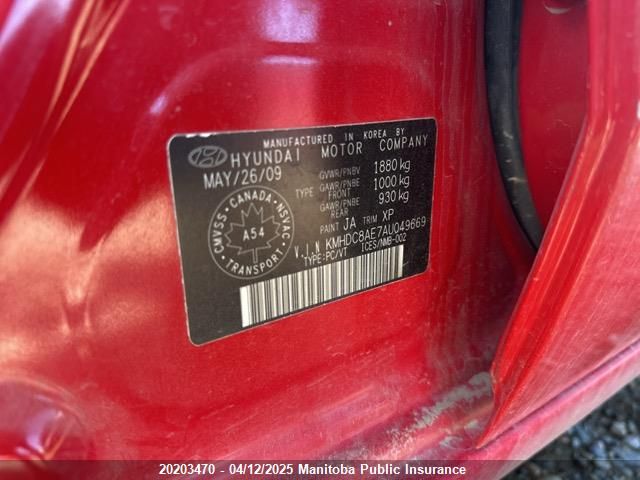 MANUFACTURED IN KOREA BY
HYUNDAI MOTOR COMPANY
MAY/26/09
GVWR/PNBV 1880 kg
TYPE GAWR/PNBE FRONT 1000 kg
GAWR/PNBE REAR 930 kg
PAINT JA TRIM XP
CMVSS · CANADA · NSVAC
A54
TRANSPORT
V.I.N KMHDC8AE7AU049669
TYPE:PC/VT ICES/NMB-002
20203470 - 04/12/2025 Manitoba Public Insurance